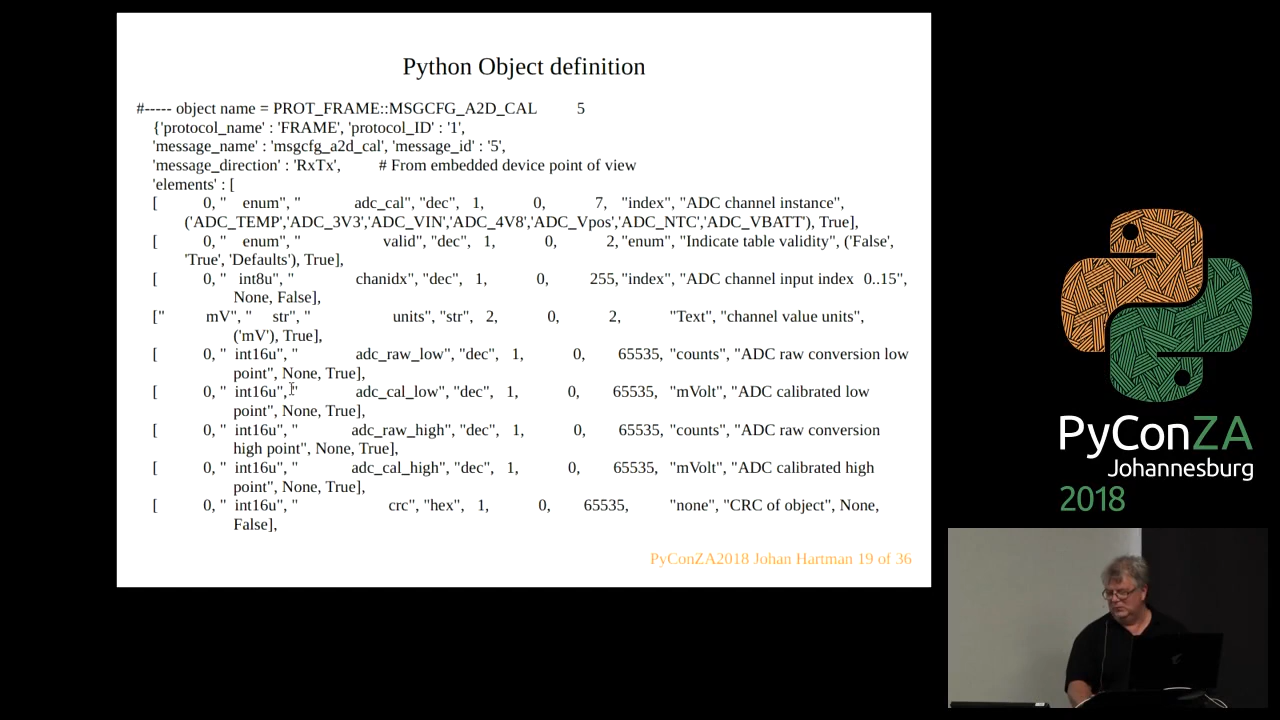 Python Object definition
#----- object name = PROT_FRAME::MSGCFG_A2D_CAL 5
{'protocol_name' : 'FRAME', 'protocol_ID' : '1',
'message_name' : 'msgcfg_a2d_cal', 'message_id' : '5',
'message_direction' : 'RxTx', # From embedded device point of view
'elements' : [
[ 0, " enum", " adc_cal", "dec", 1, 0, 7, "index", "ADC channel instance",
('ADC_TEMP','ADC_3V3','ADC_VIN','ADC_4V8','ADC_Vpos','ADC_NTC','ADC_VBATT'), True],
[ 0, " enum", " valid", "dec", 1, 0, 2, "enum", "Indicate table validity", ('False',
'True', 'Defaults'), True],
[ 0, " int8u", " chanidx", "dec", 1, 0, 255, "index", "ADC channel input index 0..15",
None, False],
[" mV", " str", " units", "str", 2, 0, 2, "Text", "channel value units",
('mV'), True],
[ 0, " int16u", " adc_raw_low", "dec", 1, 0, 65535, "counts", "ADC raw conversion low
point", None, True],
[ 0, " int16u", " adc_cal_low", "dec", 1, 0, 65535, "mVolt", "ADC calibrated low
point", None, True],
[ 0, " int16u", " adc_raw_high", "dec", 1, 0, 65535, "counts", "ADC raw conversion
high point", None, True],
[ 0, " int16u", " adc_cal_high", "dec", 1, 0, 65535, "mVolt", "ADC calibrated high
point", None, True],
[ 0, " int16u", " crc", "hex", 1, 0, 65535, "none", "CRC of object", None,
False],
PyConZA2018 Johan Hartman 19 of 36
PyConZA
Johannesburg
2018